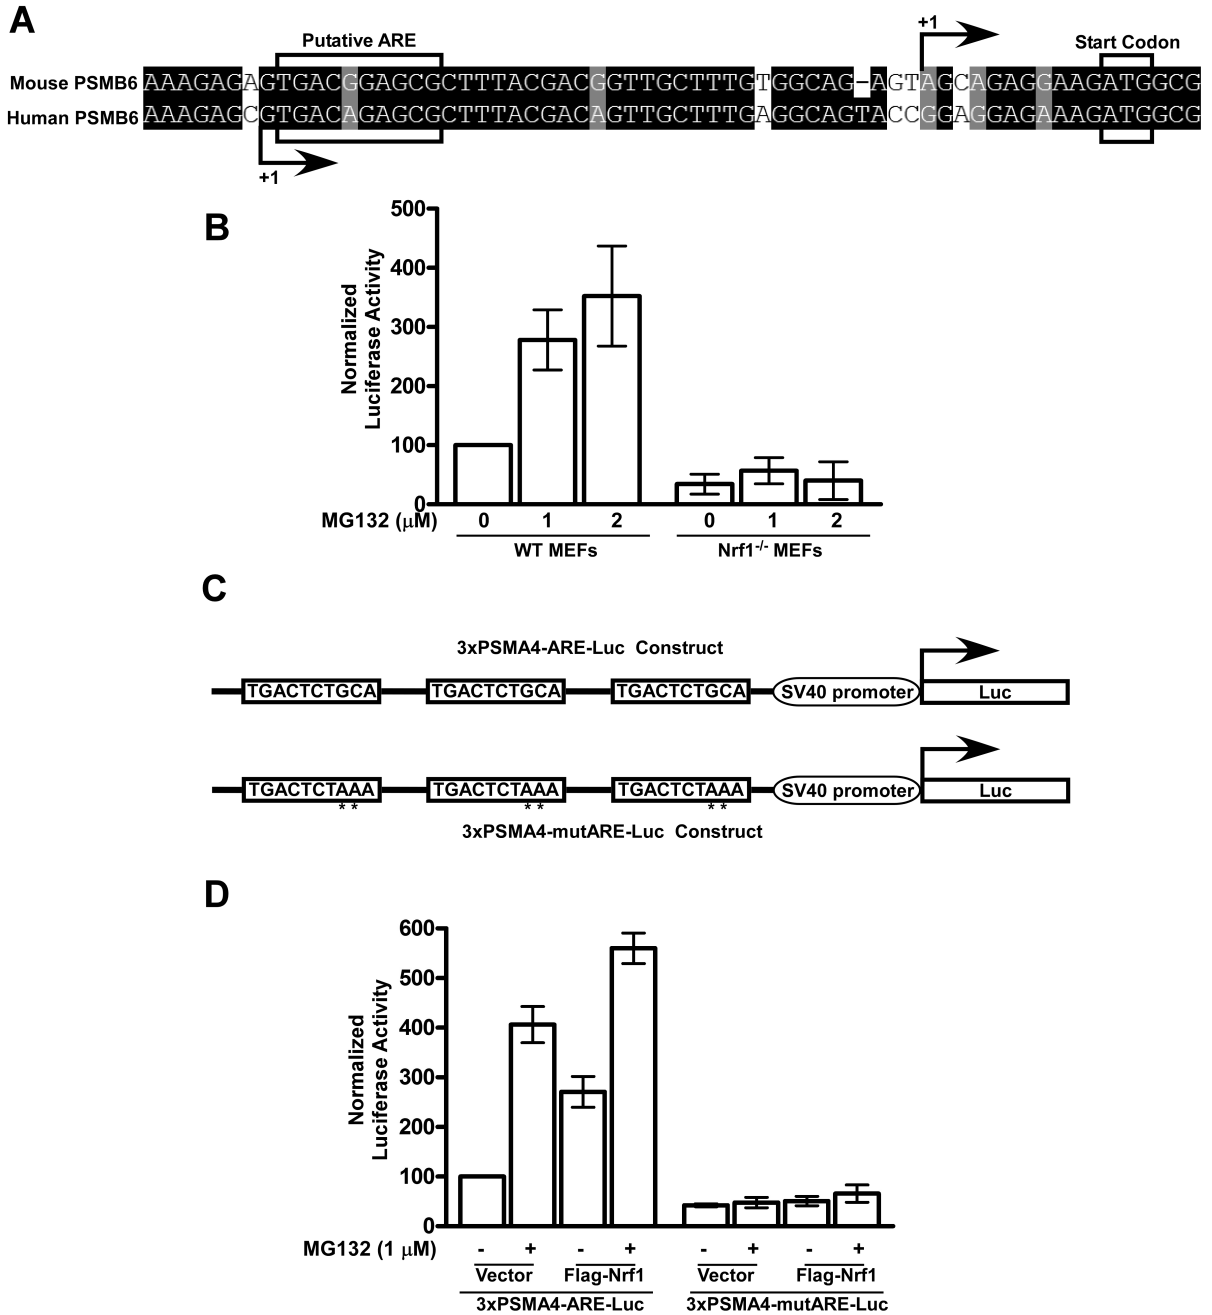 A
+1
Putative ARE
Start Codon
Mouse PSMB6 AAAGAGAGTGACGGAGCGCTTTACGACGGTTGCTTTGTGGCAG-AGTAGCAGAGGAAGATGGCG
Human PSMB6 AAAGAGCGTGACAGAGCGCTTTACGACAGTTGCTTTGAGGCAGTACCGGAGGAGAAAGATGGCG
+1
B
Normalized
Luciferase Activity
500
400
300
200
100
0
MG132 (µM) 0 1 2 0 1 2
WT MEFs Nrf1-/- MEFs
C
3xPSMA4-ARE-Luc Construct
TGACTCTGCA TGACTCTGCA TGACTCTGCA SV40 promoter Luc
TGACTCTAAA TGACTCTAAA TGACTCTAAA SV40 promoter Luc
** ** **
3xPSMA4-mutARE-Luc Construct
D
Normalized
Luciferase Activity
600
500
400
300
200
100
0
MG132 (1 µM) - + - + - + - +
Vector Flag-Nrf1 Vector Flag-Nrf1
3xPSMA4-ARE-Luc 3xPSMA4-mutARE-Luc